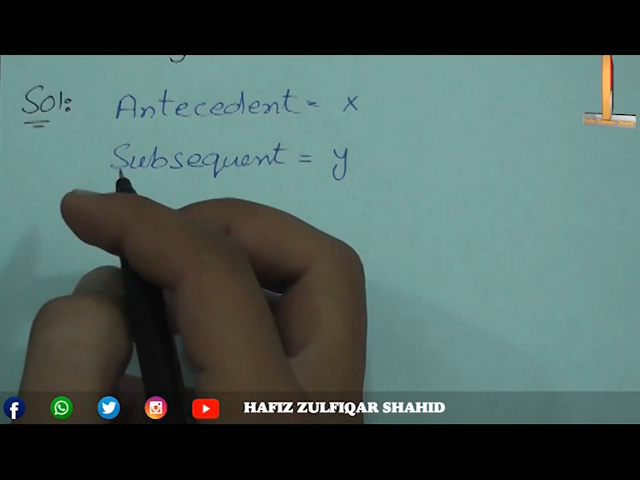 Sol: Antecedent = x
Subsequent = y
HAFIZ ZULFIQAR SHAHID